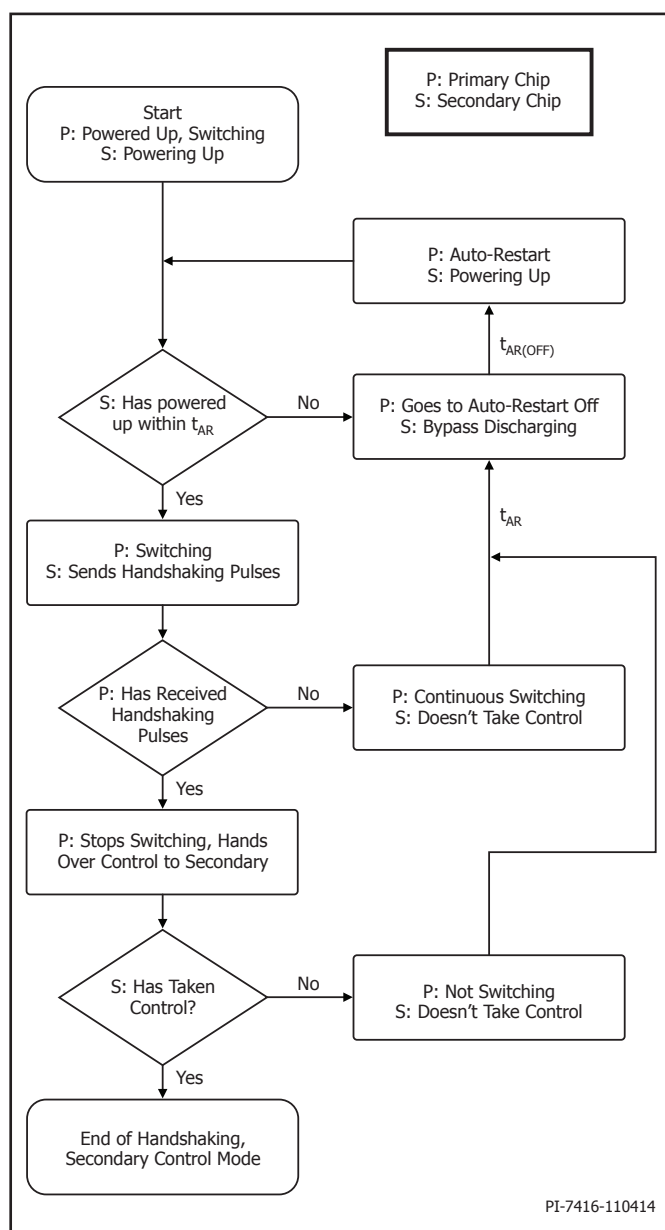 P: Primary Chip
S: Secondary Chip
Start
P: Powered Up, Switching
S: Powering Up
P: Auto-Restart
S: Powering Up
tAR(OFF)
S: Has powered
up within tAR
No
P: Goes to Auto-Restart Off
S: Bypass Discharging
Yes
tAR
P: Switching
S: Sends Handshaking Pulses
P: Has Received
Handshaking
Pulses
No
P: Continuous Switching
S: Doesn't Take Control
Yes
P: Stops Switching, Hands
Over Control to Secondary
S: Has Taken
Control?
No
P: Not Switching
S: Doesn't Take Control
Yes
End of Handshaking,
Secondary Control Mode
PI-7416-110414